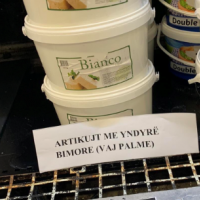 Bianco
Double
ARTIKUJT ME YNDYRË
BIMORE (VAJ PALME)